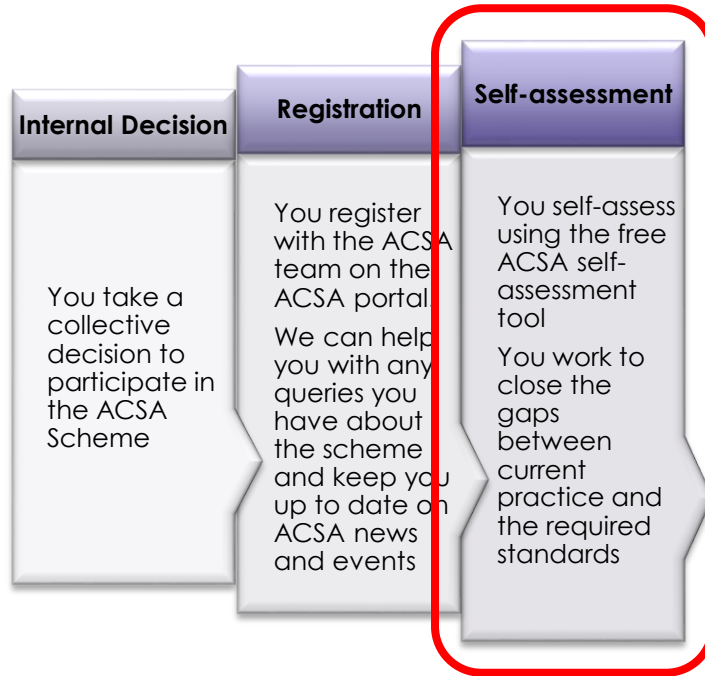 Internal Decision
You take a
collective
decision to
participate in
the ACSA
Scheme
Registration
You register
with the ACSA
team on the
ACSA portal.
We can help
you with any
queries you
have about
the scheme
and keep you
up to date on
ACSA news
and events
Self-assessment
You self-assess
using the free
ACSA self-
assessment
tool
You work to
close the
gaps
between
current
practice and
the required
standards